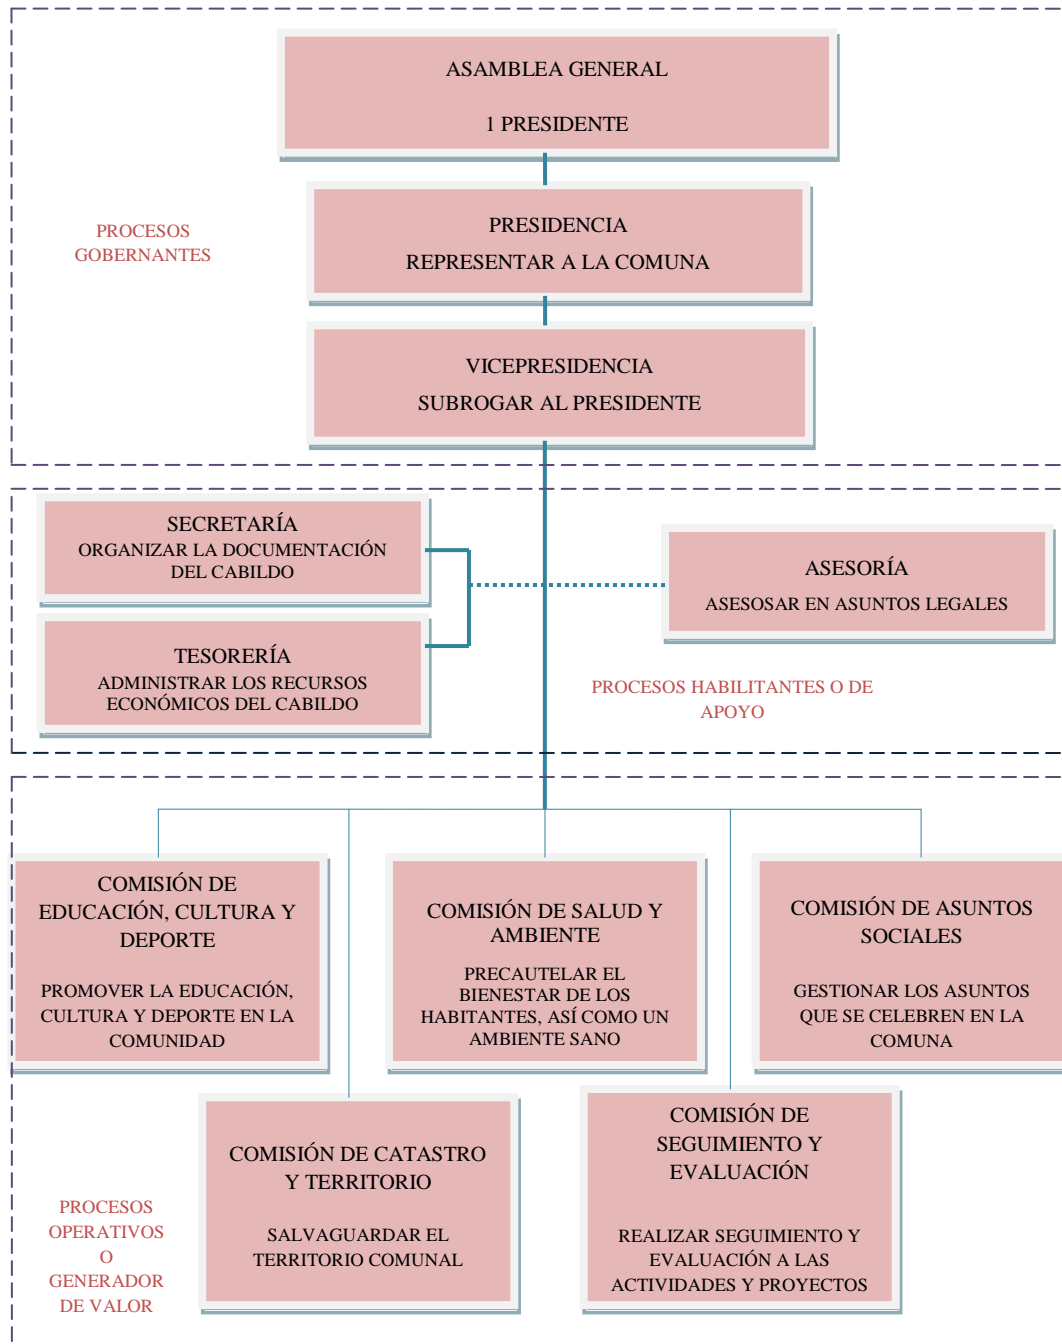 ASAMBLEA GENERAL
1 PRESIDENTE
PROCESOS
GOBERNANTES
PRESIDENCIA
REPRESENTAR A LA COMUNA
VICEPRESIDENCIA
SUBROGAR AL PRESIDENTE
SECRETARÍA
ORGANIZAR LA DOCUMENTACIÓN
DEL CABILDO
ASESORÍA
ASESOSAR EN ASUNTOS LEGALES
TESORERÍA
ADMINISTRAR LOS RECURSOS
ECONÓMICOS DEL CABILDO
PROCESOS HABILITANTES O DE
APOYO
COMISIÓN DE
EDUCACIÓN, CULTURA Y
DEPORTE
PROMOVER LA EDUCACIÓN,
CULTURA Y DEPORTE EN LA
COMUNIDAD
COMISIÓN DE SALUD Y
AMBIENTE
PRECAUTELAR EL
BIENESTAR DE LOS
HABITANTES, ASÍ COMO UN
AMBIENTE SANO
COMISIÓN DE ASUNTOS
SOCIALES
GESTIONAR LOS ASUNTOS
QUE SE CELEBREN EN LA
COMUNA
COMISIÓN DE CATASTRO
Y TERRITORIO
SALVAGUARDAR EL
TERRITORIO COMUNAL
COMISIÓN DE
SEGUIMIENTO Y
EVALUACIÓN
REALIZAR SEGUIMIENTO Y
EVALUACIÓN A LAS
ACTIVIDADES Y PROYECTOS
PROCESOS
OPERATIVOS
O
GENERADOR
DE VALOR